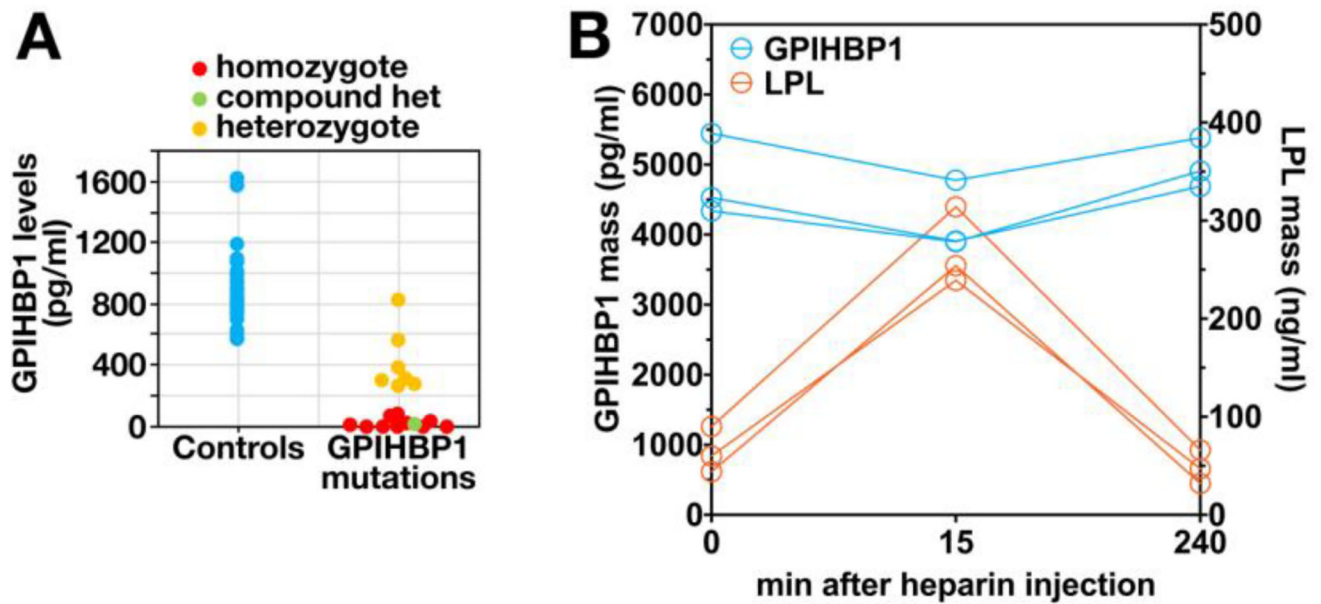 A
homozygote
compound het
heterozygote
GPIHBP1 levels
(pg/ml)
1600
1200
800
400
0
Controls
GPIHBP1
mutations
B
GPIHBP1
LPL
GPIHBP1 mass (pg/ml)
7000
6000
5000
4000
3000
2000
1000
0
500
400
300
200
100
0
LPL mass (ng/ml)
0 15 240
min after heparin injection